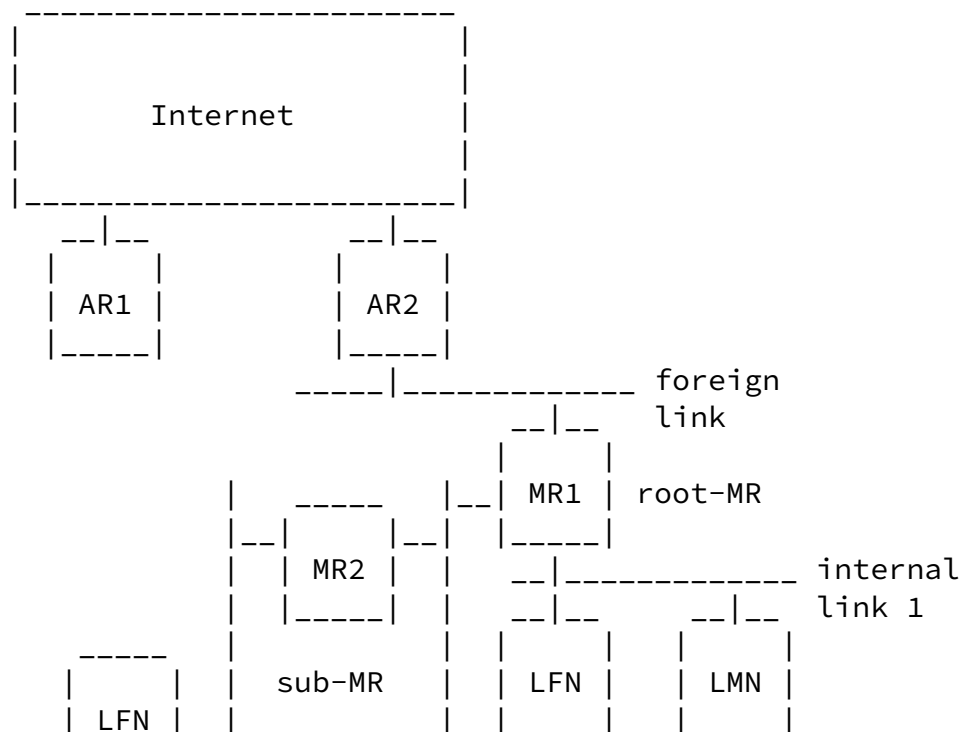 Internet
AR1 AR2
foreign
link
MR1 root-MR
MR2 internal
link 1
sub-MR LFN LMN
LFN